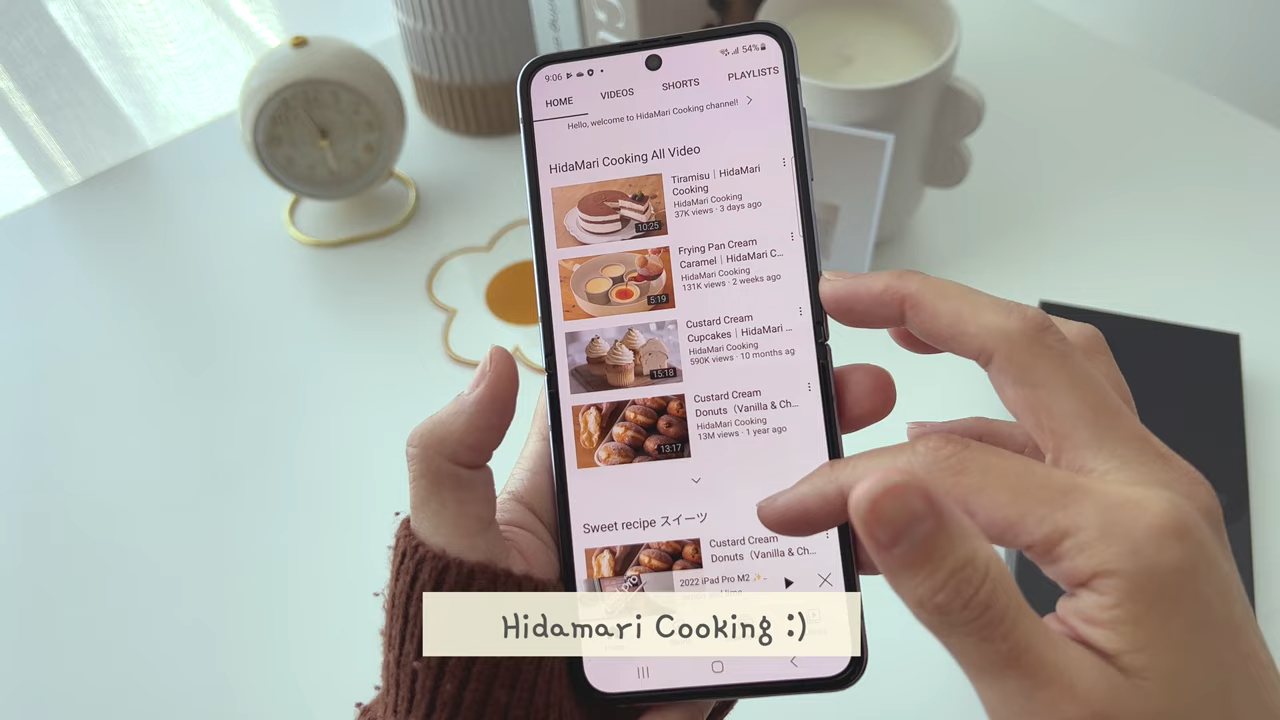 9:06
54%
HOME
VIDEOS
SHORTS
PLAYLISTS
Hello, welcome to HidaMari Cooking channel!
HidaMari Cooking All Video
Tiramisu | HidaMari
Cooking
HidaMari Cooking
37K views · 3 days ago
10:25
Frying Pan Cream
Caramel | HidaMari C...
HidaMari Cooking
131K views · 2 weeks ago
5:19
Custard Cream
Cupcakes | HidaMari ...
HidaMari Cooking
590K views · 10 months ag
15:18
Custard Cream
Donuts（Vanilla & Ch...
HidaMari Cooking
13M views · 1 year ago
13:17
Sweet recipe スイーツ
Custard Cream
Donuts（Vanilla & Ch...
2022 iPad Pro M2 ✨-
Hidamari Cooking :)